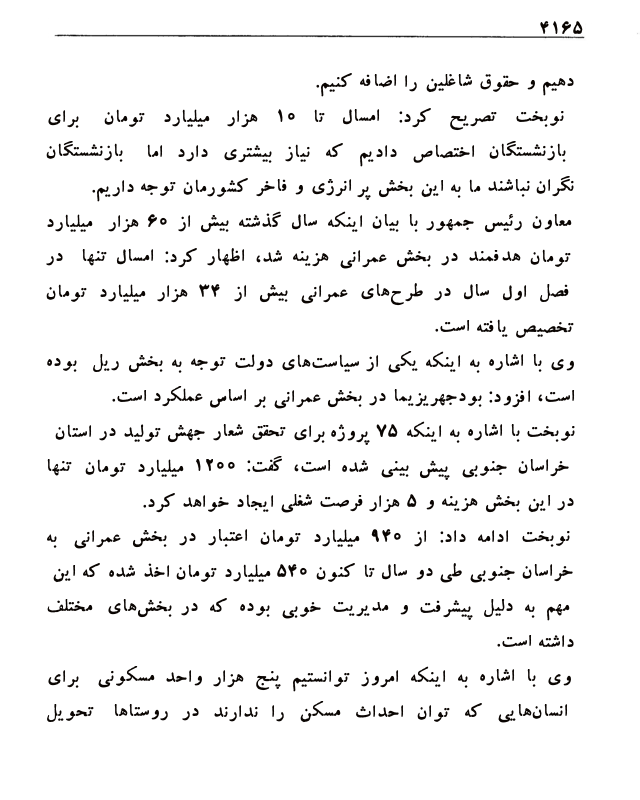 ۴۱۶۵
دهیم و حقوق شاغلین را اضافه کنیم.
نوبخت تصریح کرد: امسال تا ۱۰ هزار میلیارد تومان برای
بازنشستگان اختصاص دادیم که نیاز بیشتری دارد اما بازنشستگان
نگران نباشند ما به این بخش پر انرژی و فاخر کشورمان توجه داریم.
معاون رئیس جمهور با بیان اینکه سال گذشته بیش از ۶۰ هزار میلیارد
تومان هدفمند در بخش عمرانی هزینه شد، اظهار کرد: امسال تنها در
فصل اول سال در طرح‌های عمرانی بیش از ۳۴ هزار میلیارد تومان
تخصیص یافته است.
وی با اشاره به اینکه یکی از سیاست‌های دولت توجه به بخش ریل بوده
است، افزود: بودجهریزیما در بخش عمرانی بر اساس عملکرد است.
نوبخت با اشاره به اینکه ۷۵ پروژه برای تحقق شعار جهش تولید در استان
خراسان جنوبی پیش بینی شده است، گفت: ۱۲۰۰ میلیارد تومان تنها
در این بخش هزینه و ۵ هزار فرصت شغلی ایجاد خواهد کرد.
نوبخت ادامه داد: از ۹۴۰ میلیارد تومان اعتبار در بخش عمرانی به
خراسان جنوبی طی دو سال تا کنون ۵۴۰ میلیارد تومان اخذ شده که این
مهم به دلیل پیشرفت و مدیریت خوبی بوده که در بخش‌های مختلف
داشته است.
وی با اشاره به اینکه امروز توانستیم پنج هزار واحد مسکونی برای
انسان‌هایی که توان احداث مسکن را ندارند در روستاها تحویل